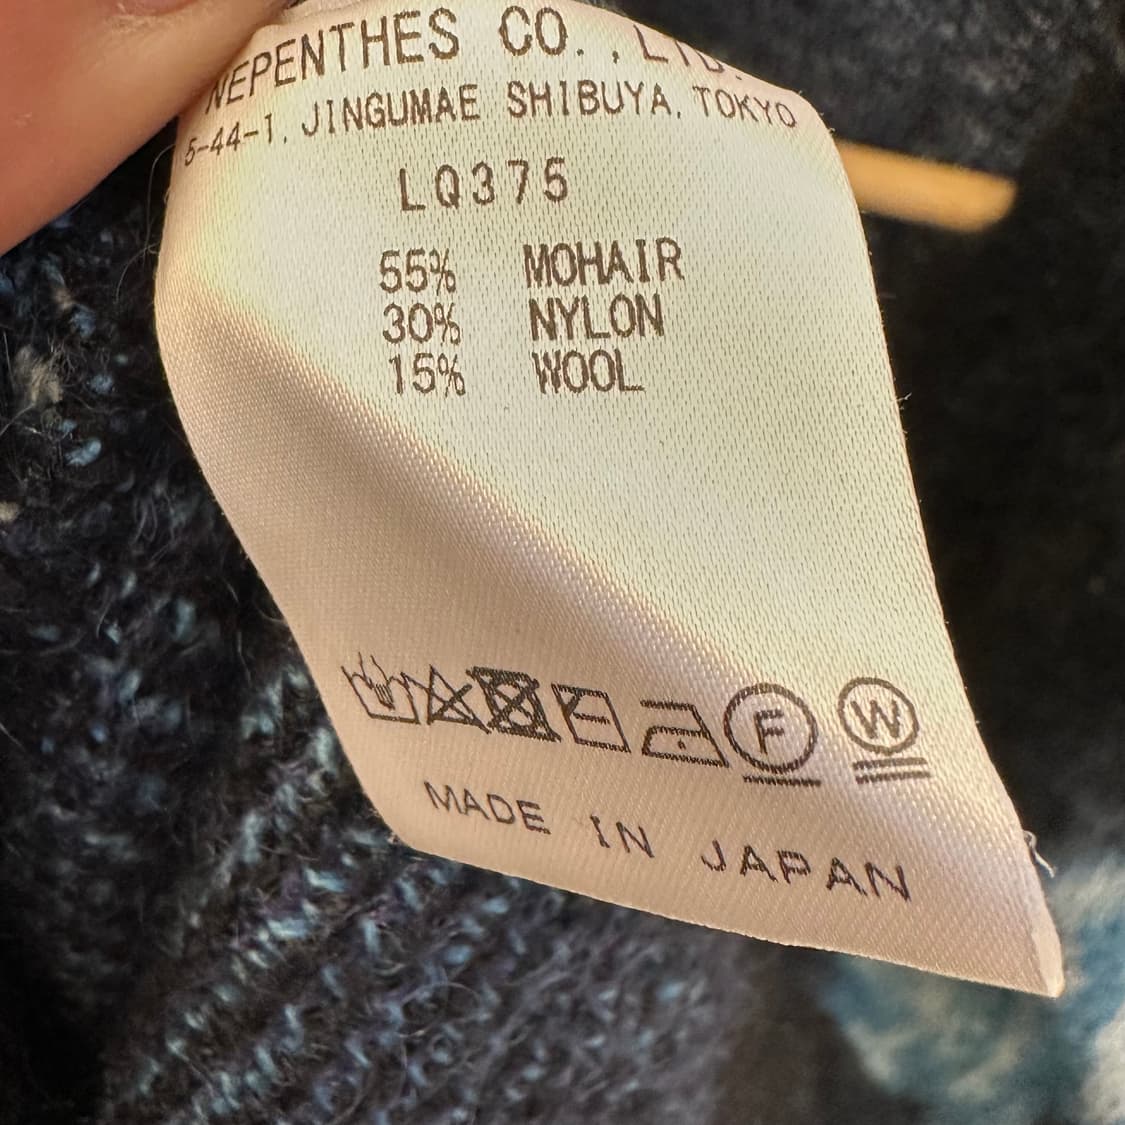 NEPENTHES CO.,LTD.
5-44-1, JINGUMAE SHIBUYA, TOKYO
LQ375
55% MOHAIR
30% NYLON
15% WOOL
F W
MADE IN JAPAN